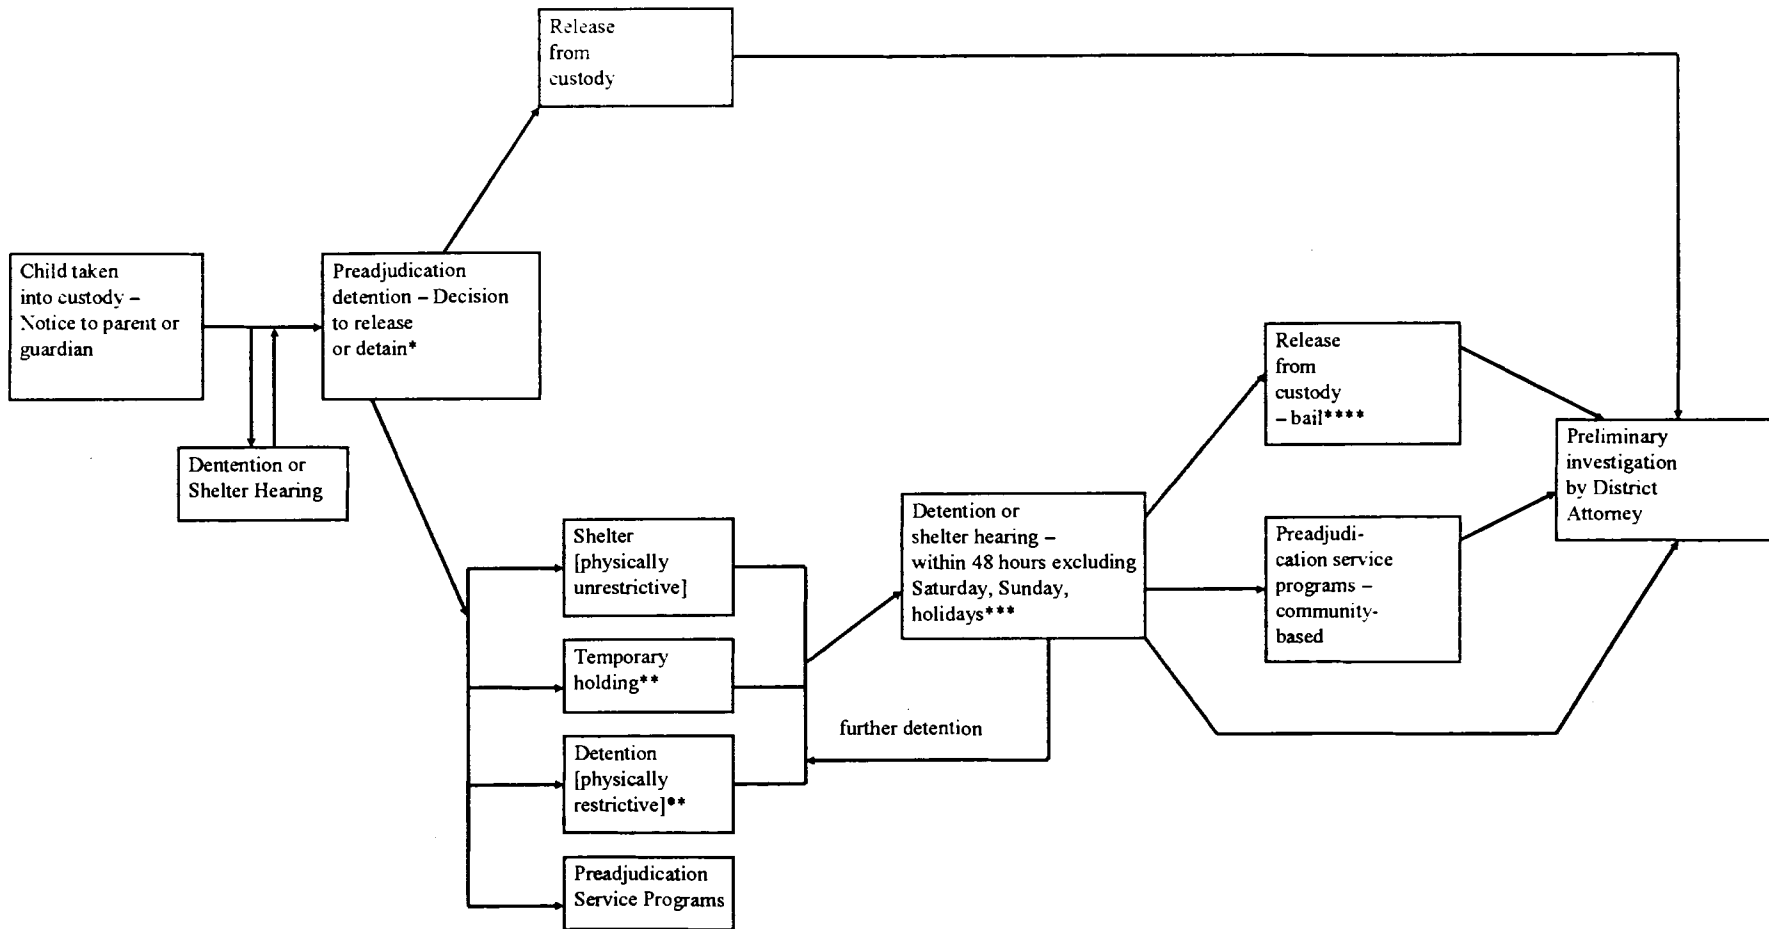 Release
from
custody
Child taken
into custody –
Notice to parent or
guardian
Preadjudication
detention – Decision
to release
or detain*
Dentention or
Shelter Hearing
Shelter
[physically
unrestrictive]
Temporary
holding**
Detention
[physically
restrictive]**
Preadjudication
Service Programs
further detention
Detention or
shelter hearing –
within 48 hours excluding
Saturday, Sunday,
holidays***
Release
from
custody
– bail****
Preadjudi-
cation service
programs –
community-
based
Preliminary
investigation
by District
Attorney